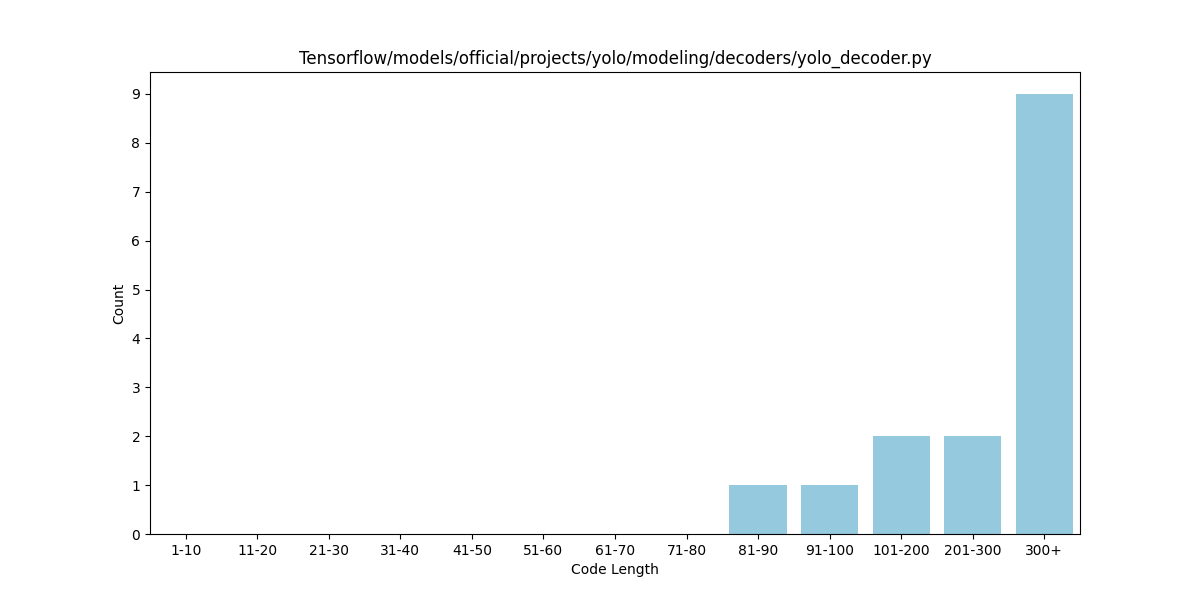 Tensorflow/models/official/projects/yolo/modeling/decoders/yolo_decoder.py
9
8
7
6
5
4
3
2
1
0
Count
1-10 11-20 21-30 31-40 41-50 51-60 61-70 71-80 81-90 91-100 101-200 201-300 300+
Code Length